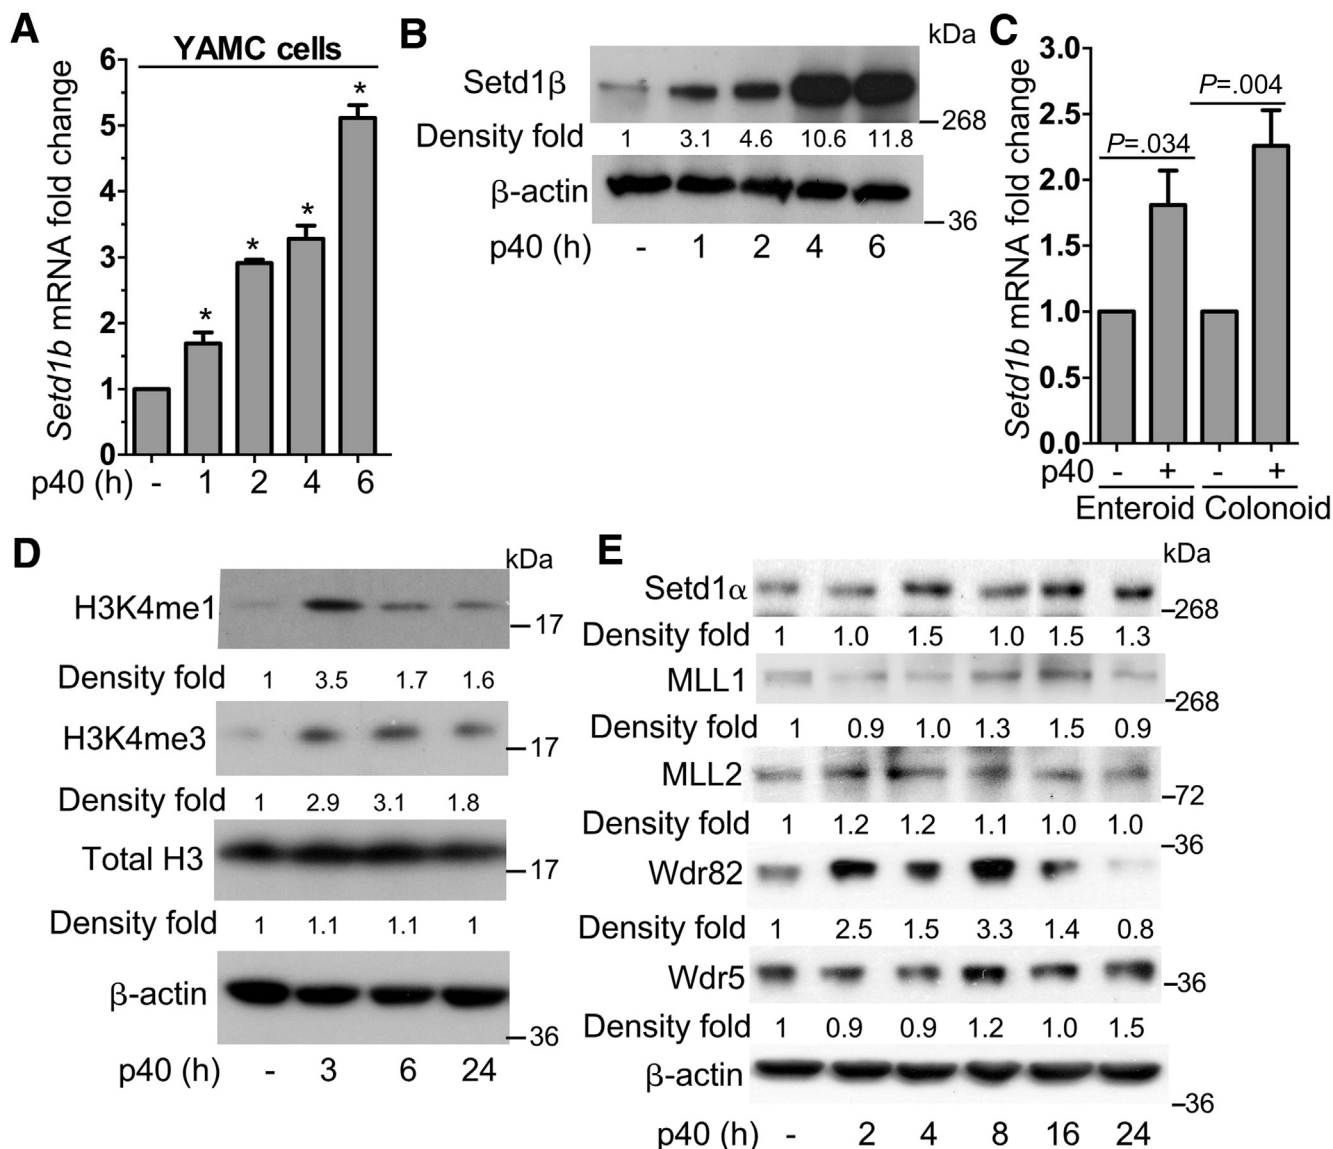 A
YAMC cells
Setd1b mRNA fold change
6
5
4
3
2
1
0
*
*
*
*
p40 (h) - 1 2 4 6
B
kDa
Setd1β
268
Density fold 1 3.1 4.6 10.6 11.8
β-actin
36
p40 (h) - 1 2 4 6
C
Setd1b mRNA fold change
3.0
2.5
2.0
1.5
1.0
0.5
0.0
P=.004
P=.034
p40 - + - +
Enteroid Colonoid
D
kDa
H3K4me1
17
Density fold 1 3.5 1.7 1.6
H3K4me3
17
Density fold 1 2.9 3.1 1.8
Total H3
17
Density fold 1 1.1 1.1 1
β-actin
36
p40 (h) - 3 6 24
E
kDa
Setd1α
268
Density fold 1 1.0 1.5 1.0 1.5 1.3
MLL1
268
Density fold 1 0.9 1.0 1.3 1.5 0.9
MLL2
72
Density fold 1 1.2 1.2 1.1 1.0 1.0
36
Wdr82
Density fold 1 2.5 1.5 3.3 1.4 0.8
Wdr5
36
Density fold 1 0.9 0.9 1.2 1.0 1.5
β-actin
36
p40 (h) - 2 4 8 16 24